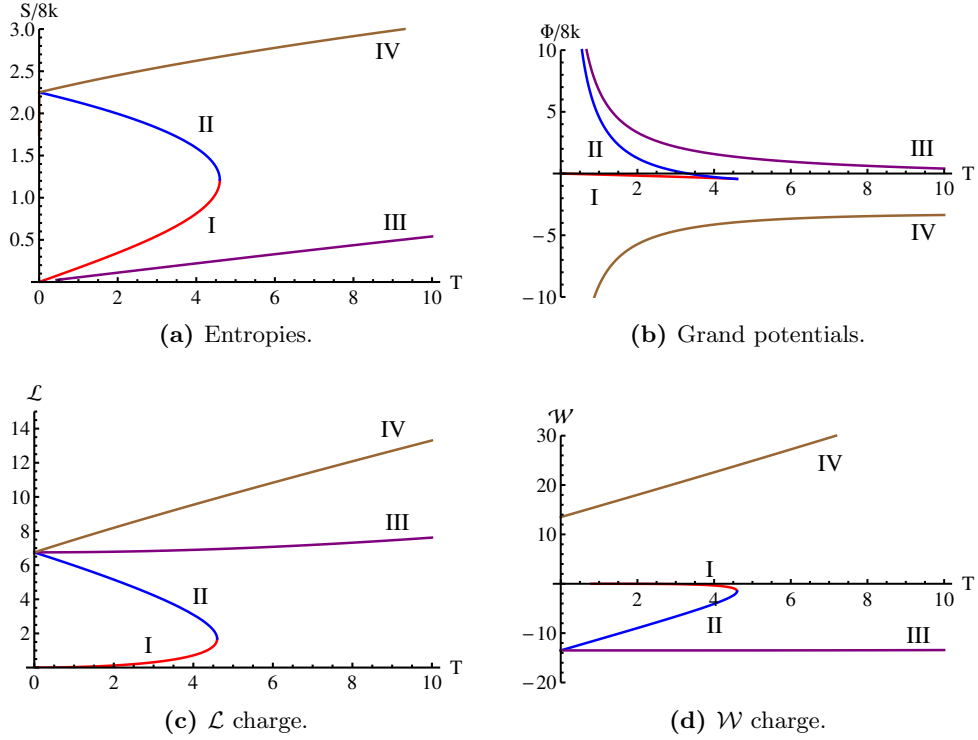 S/8k
3.0
2.5
2.0
1.5
1.0
0.5
0 2 4 6 8 10 T
IV
II
I
III
(a) Entropies.
Φ/8k
10
5
−5
−10
2 4 6 8 10 T
III
II
I
IV
(b) Grand potentials.
ℒ
14
12
10
8
6
4
2
0 2 4 6 8 10 T
IV
III
II
I
(c) ℒ charge.
𝒲
30
20
10
−10
−20
2 4 6 8 10 T
IV
I
II
III
(d) 𝒲 charge.